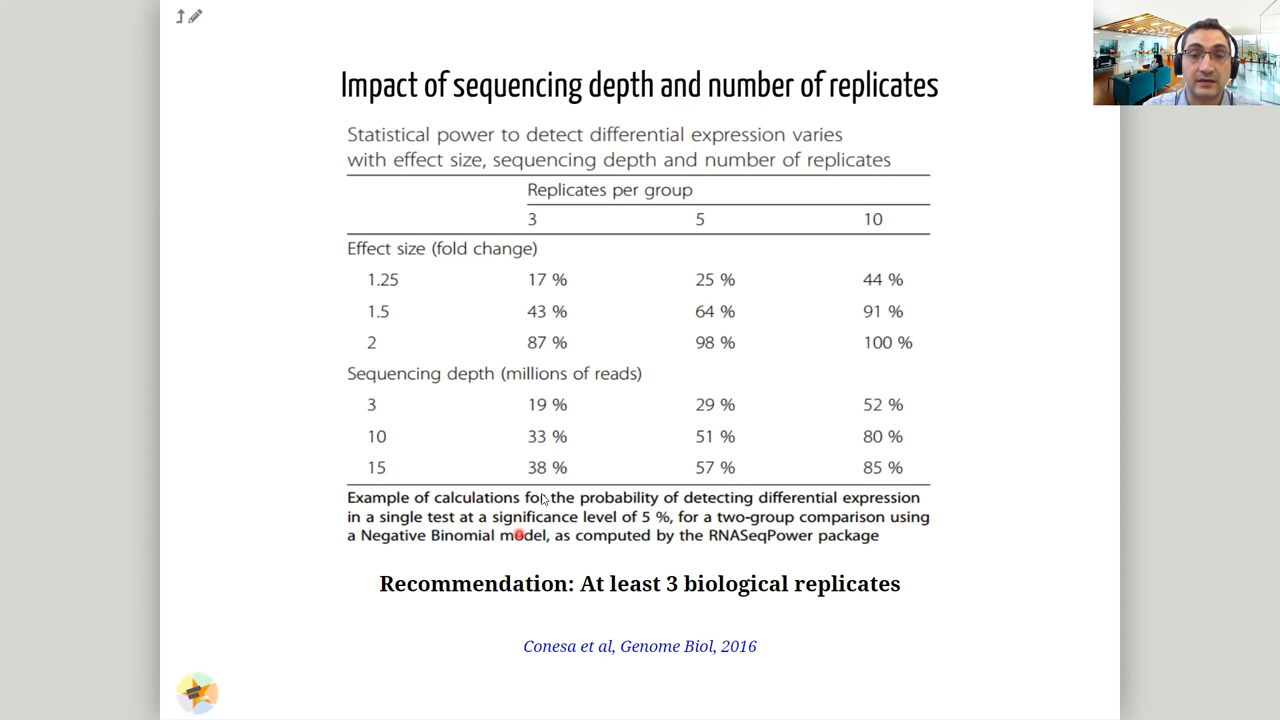 Impact of sequencing depth and number of replicates
Statistical power to detect differential expression varies
with effect size, sequencing depth and number of replicates
Replicates per group
3 5 10
Effect size (fold change)
1.25 17 % 25 % 44 %
1.5 43 % 64 % 91 %
2 87 % 98 % 100 %
Sequencing depth (millions of reads)
3 19 % 29 % 52 %
10 33 % 51 % 80 %
15 38 % 57 % 85 %
Example of calculations for the probability of detecting differential expression
in a single test at a significance level of 5 %, for a two-group comparison using
a Negative Binomial model, as computed by the RNASeqPower package
Recommendation: At least 3 biological replicates
Conesa et al, Genome Biol, 2016